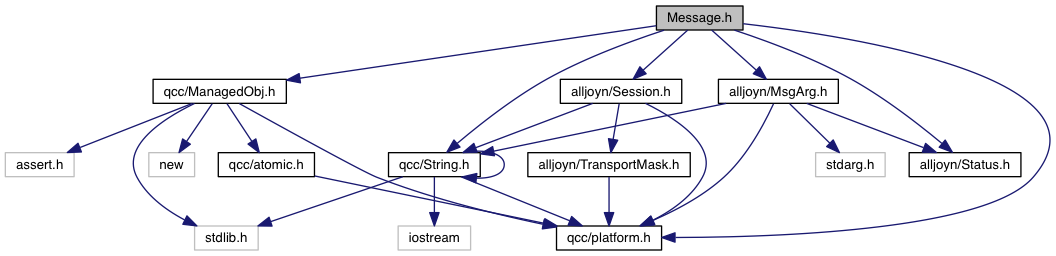 Message.h
qcc/ManagedObj.h
alljoyn/Session.h
alljoyn/MsgArg.h
assert.h
new
qcc/atomic.h
qcc/String.h
alljoyn/TransportMask.h
stdarg.h
alljoyn/Status.h
stdlib.h
iostream
qcc/platform.h